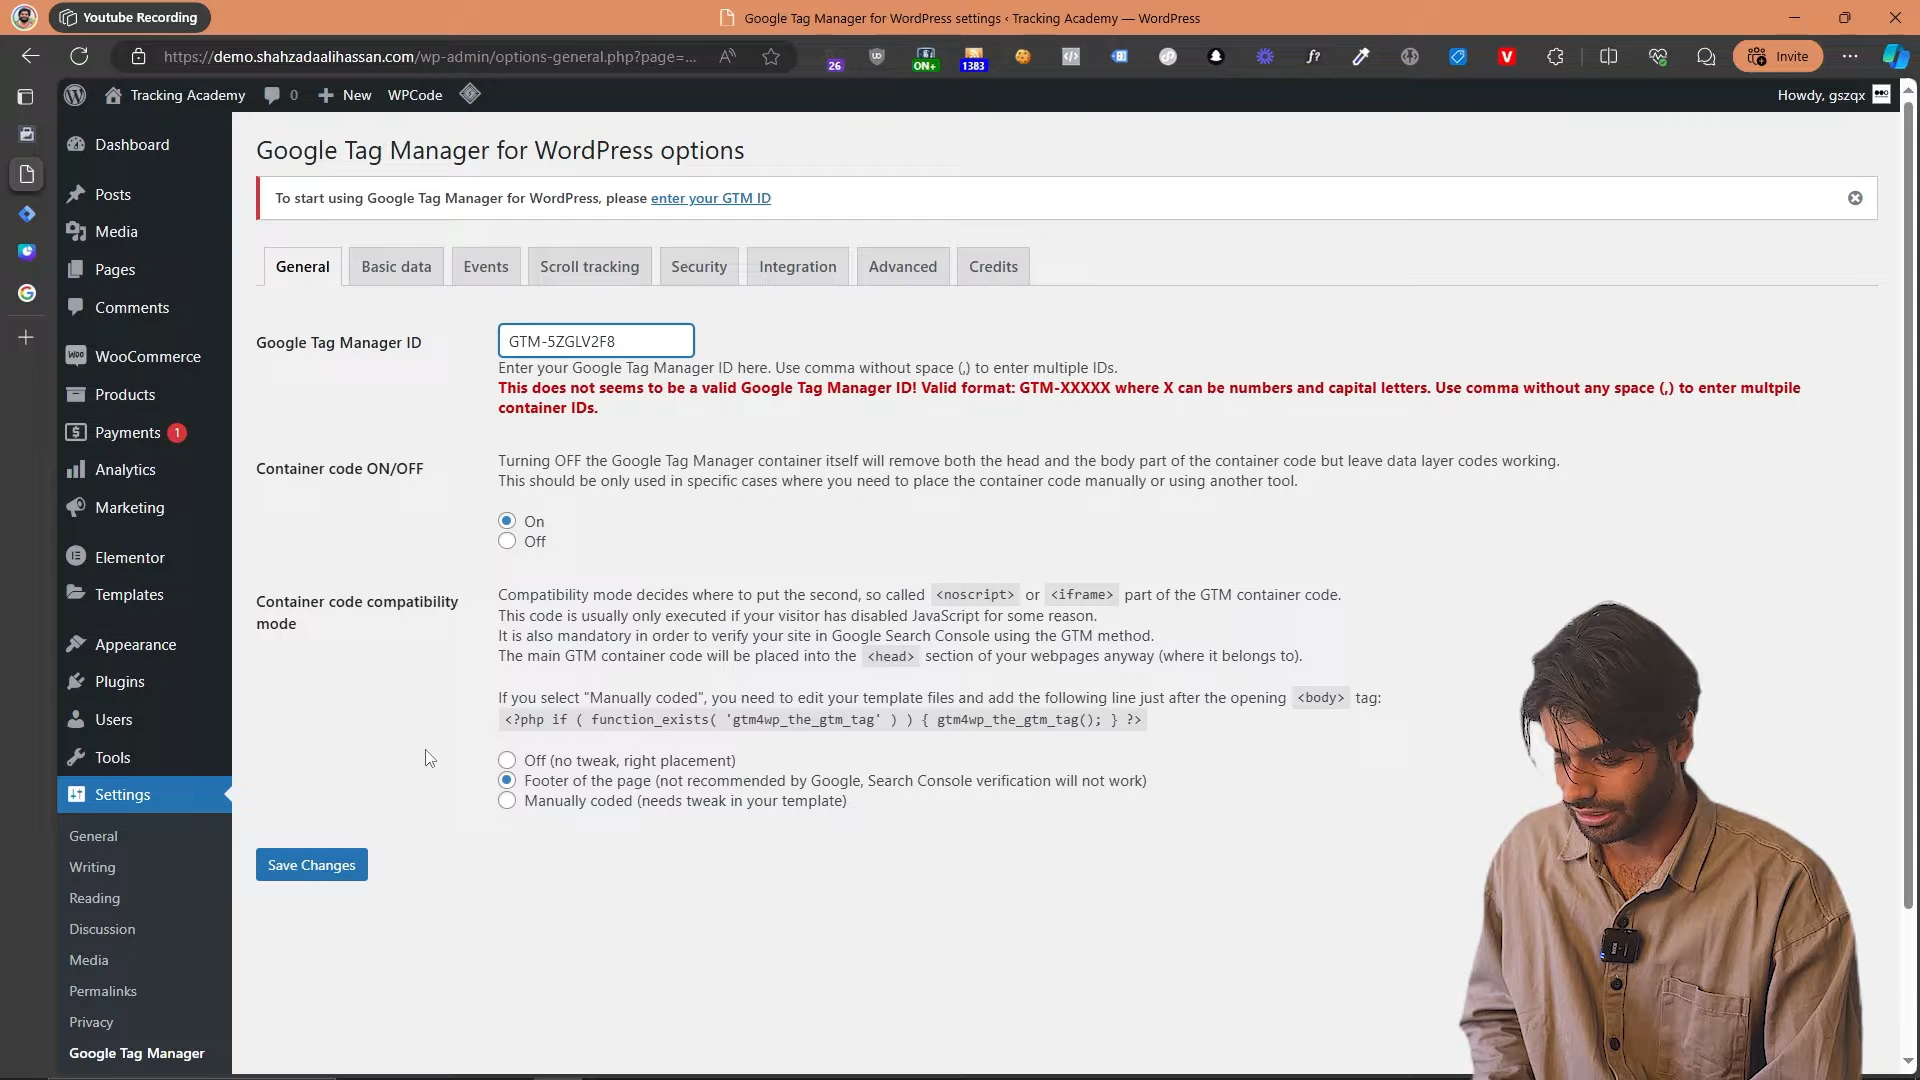 Youtube Recording
Google Tag Manager for WordPress settings ‹ Tracking Academy — WordPress
https://demo.shahzadaalihassan.com/wp-admin/options-general.php?page=...
26
ON+
1383
f?
Invite
Tracking Academy
0
New
WPCode
Howdy, gszqx
Dashboard
Posts
Media
Pages
Comments
WooCommerce
Products
Payments 1
Analytics
Marketing
Elementor
Templates
Appearance
Plugins
Users
Tools
Settings
General
Writing
Reading
Discussion
Media
Permalinks
Privacy
Google Tag Manager
Google Tag Manager for WordPress options
To start using Google Tag Manager for WordPress, please enter your GTM ID
General
Basic data
Events
Scroll tracking
Security
Integration
Advanced
Credits
Google Tag Manager ID
GTM-5ZGLV2F8
Enter your Google Tag Manager ID here. Use comma without space (,) to enter multiple IDs.
This does not seems to be a valid Google Tag Manager ID! Valid format: GTM-XXXXX where X can be numbers and capital letters. Use comma without any space (,) to enter multpile
container IDs.
Container code ON/OFF
Turning OFF the Google Tag Manager container itself will remove both the head and the body part of the container code but leave data layer codes working.
This should be only used in specific cases where you need to place the container code manually or using another tool.
On
Off
Container code compatibility
mode
Compatibility mode decides where to put the second, so called <noscript> or <iframe> part of the GTM container code.
This code is usually only executed if your visitor has disabled JavaScript for some reason.
It is also mandatory in order to verify your site in Google Search Console using the GTM method.
The main GTM container code will be placed into the <head> section of your webpages anyway (where it belongs to).
If you select "Manually coded", you need to edit your template files and add the following line just after the opening <body> tag:
<?php if ( function_exists( 'gtm4wp_the_gtm_tag' ) ) { gtm4wp_the_gtm_tag(); } ?>
Off (no tweak, right placement)
Footer of the page (not recommended by Google, Search Console verification will not work)
Manually coded (needs tweak in your template)
Save Changes